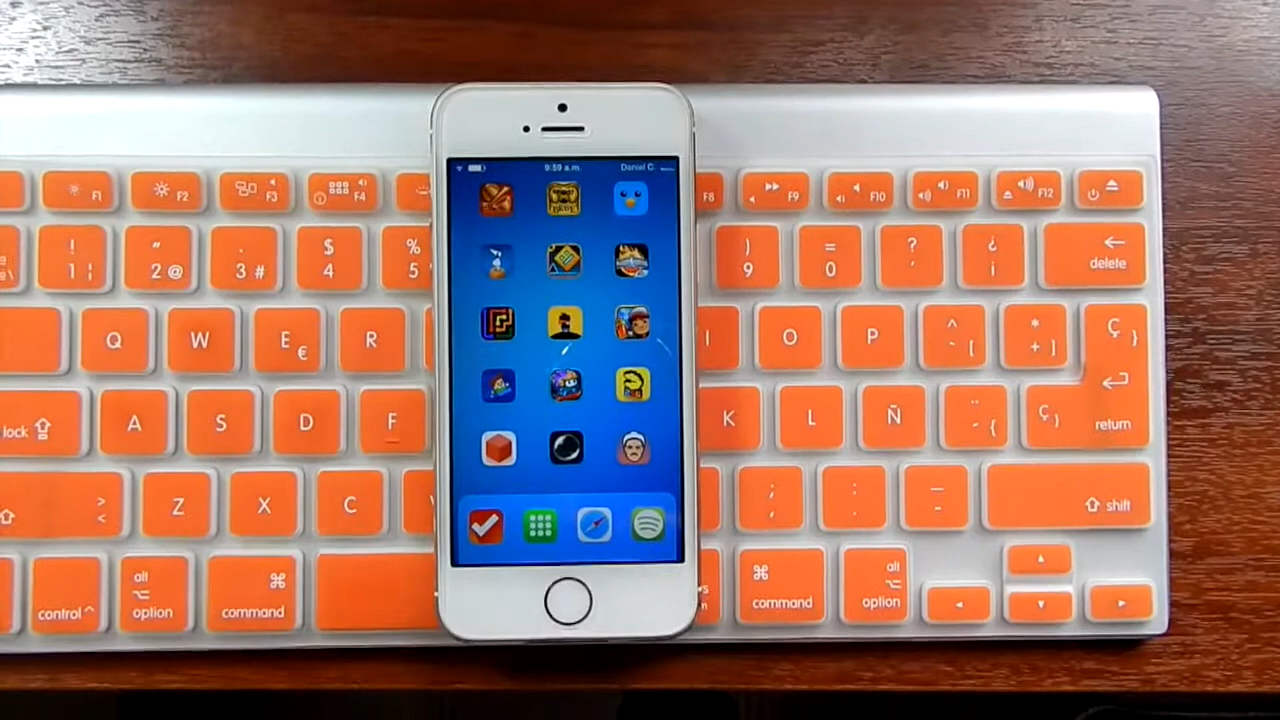 F1 F2 F3 F4 F8 F9 F10 F11 F12
9:59 a.m. Daniel C.
! " . $ % ) = ? ¿
1 ¦ 2 @ 3 # 4 5 9 0 ' ¡ delete
Q W E € R I O P ^ ` [ * + ] Ç }
lock A S D F K L Ñ ¨ ´ { Ç } return
> < Z X C ; , : . _ - shift
control ^ alt option ⌘ command ⌘ command alt option